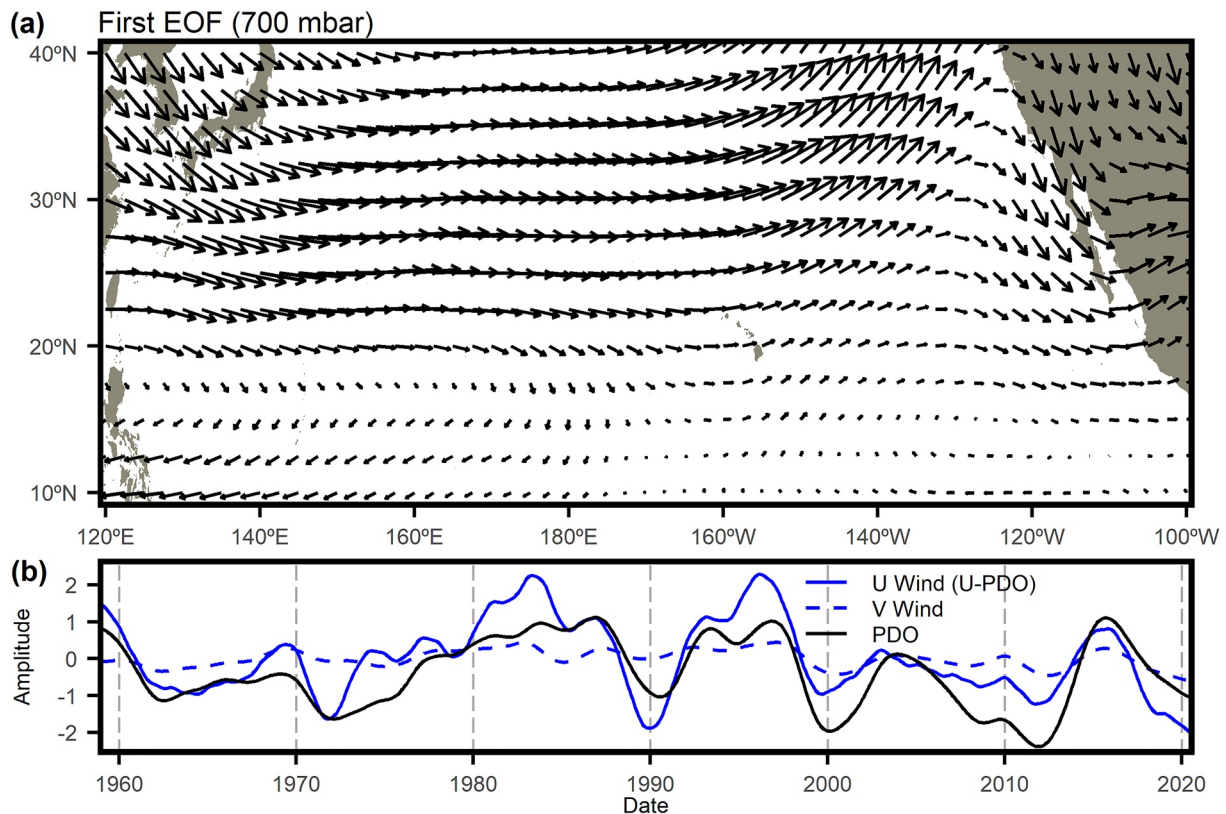 (a) First EOF (700 mbar)
40ºN
30ºN
20ºN
10ºN
120ºE 140ºE 160ºE 180ºE 160ºW 140ºW 120ºW 100ºW
(b)
U Wind (U-PDO)
V Wind
PDO
Amplitude
2
1
0
-1
-2
1960 1970 1980 1990 2000 2010 2020
Date